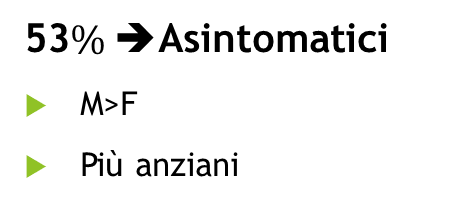 53% ➔Asintomatici
M>F
Più anziani